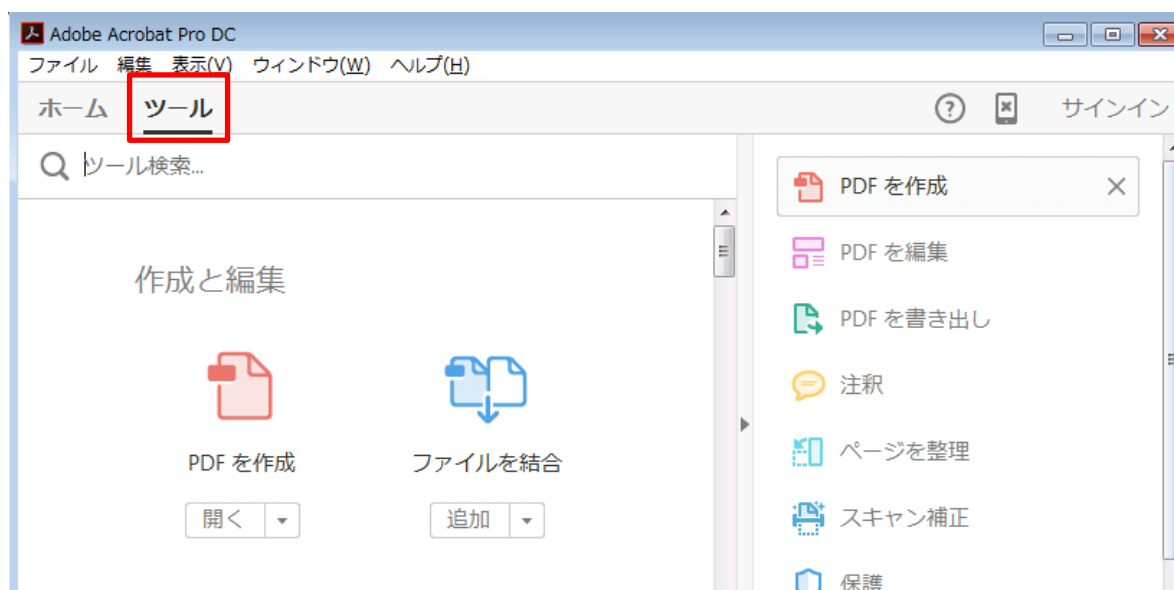 Adobe Acrobat Pro DC
ファイル 編集 表示(V) ウィンドウ(W) ヘルプ(H)
ホーム ツール サインイン
ツール検索...
作成と編集
PDF を作成
開く
ファイルを結合
追加
PDF を作成
PDF を編集
PDF を書き出し
注釈
ページを整理
スキャン補正
保護